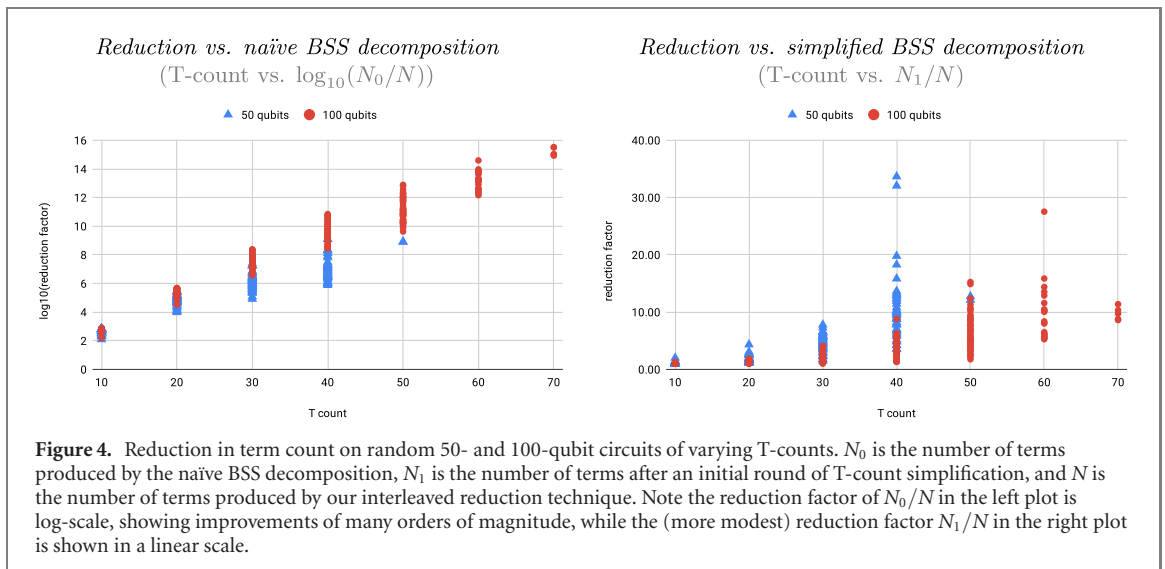 Reduction vs. naïve BSS decomposition
(T-count vs. log₁₀(N₀/N))
50 qubits 100 qubits
16
14
12
10
8
6
4
2
0
log10(reduction factor)
10 20 30 40 50 60 70
T count
Reduction vs. simplified BSS decomposition
(T-count vs. N₁/N)
50 qubits 100 qubits
40.00
30.00
20.00
10.00
0.00
reduction factor
10 20 30 40 50 60 70
T count
Figure 4. Reduction in term count on random 50- and 100-qubit circuits of varying T-counts. N₀ is the number of terms
produced by the naïve BSS decomposition, N₁ is the number of terms after an initial round of T-count simplification, and N is
the number of terms produced by our interleaved reduction technique. Note the reduction factor of N₀/N in the left plot is
log-scale, showing improvements of many orders of magnitude, while the (more modest) reduction factor N₁/N in the right plot
is shown in a linear scale.